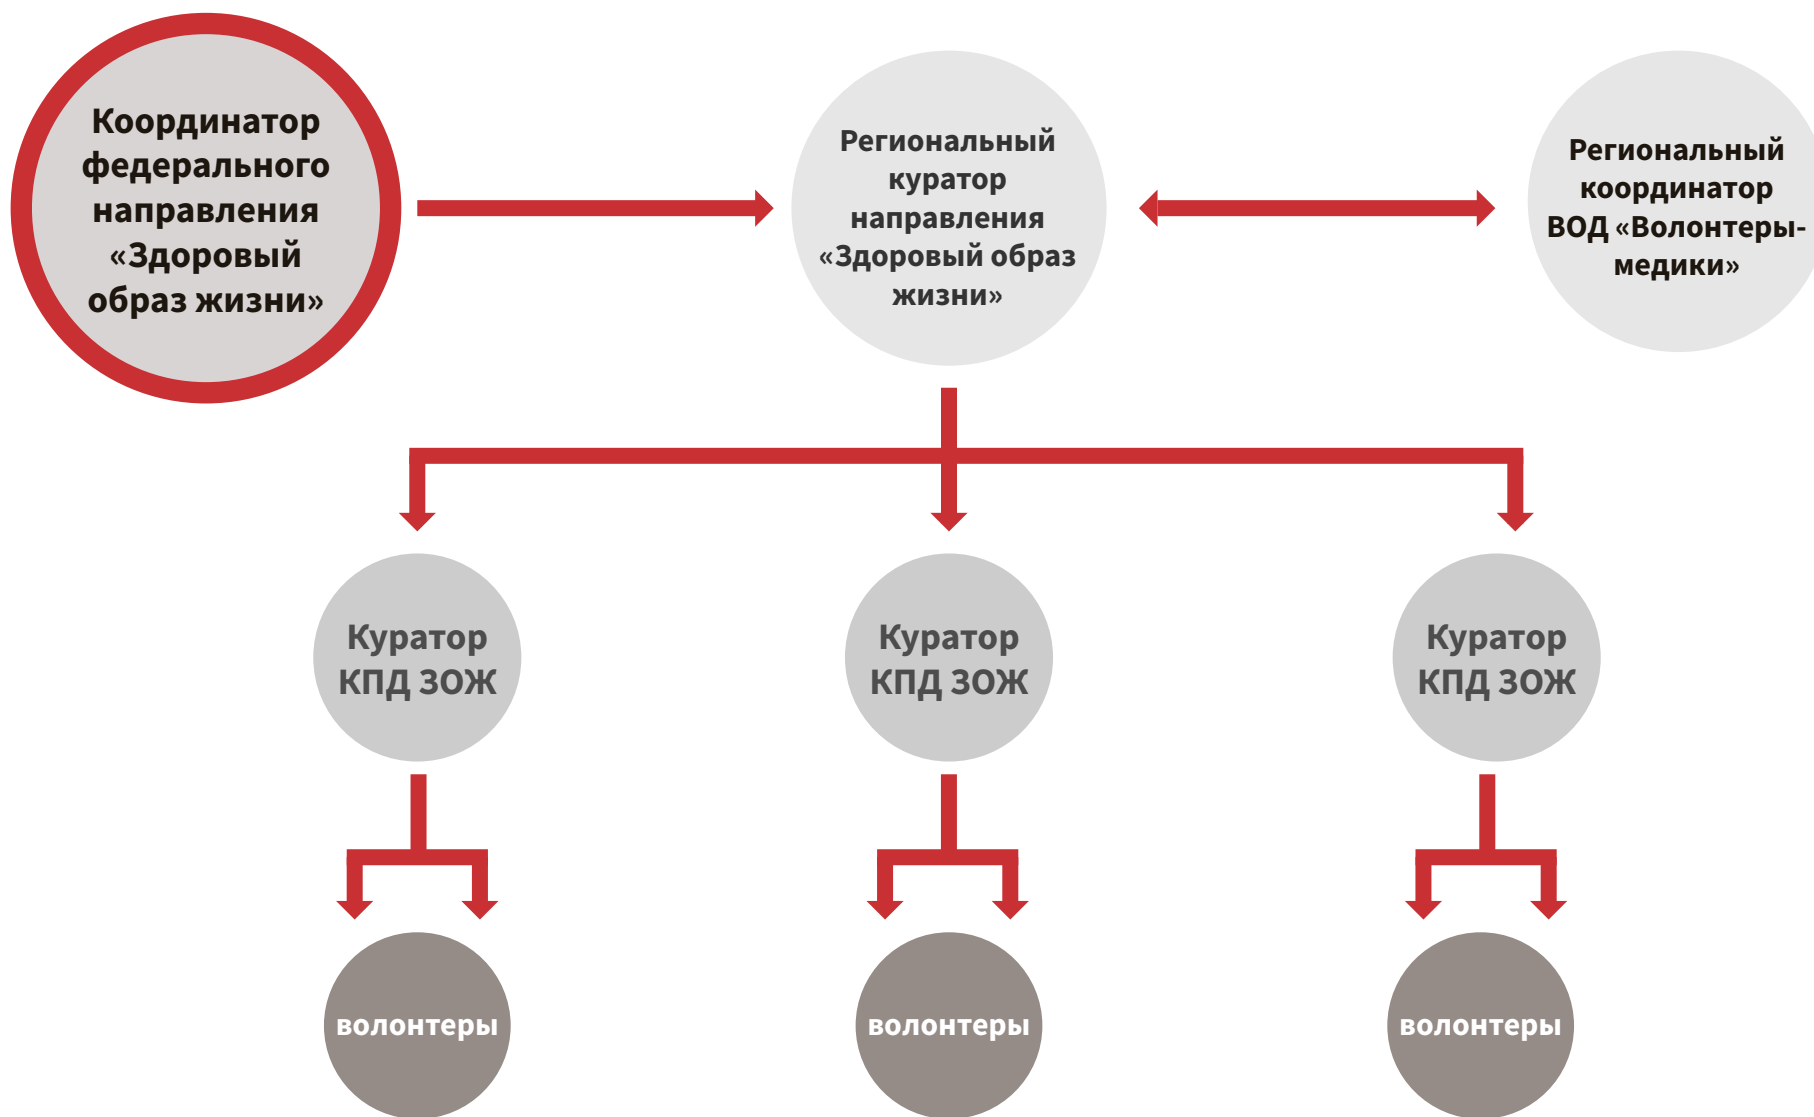 Координатор
федерального
направления
«Здоровый
образ жизни»
Региональный
куратор
направления
«Здоровый образ
жизни»
Региональный
координатор
ВОД «Волонтеры-
медики»
Куратор
КПД ЗОЖ
Куратор
КПД ЗОЖ
Куратор
КПД ЗОЖ
волонтеры
волонтеры
волонтеры